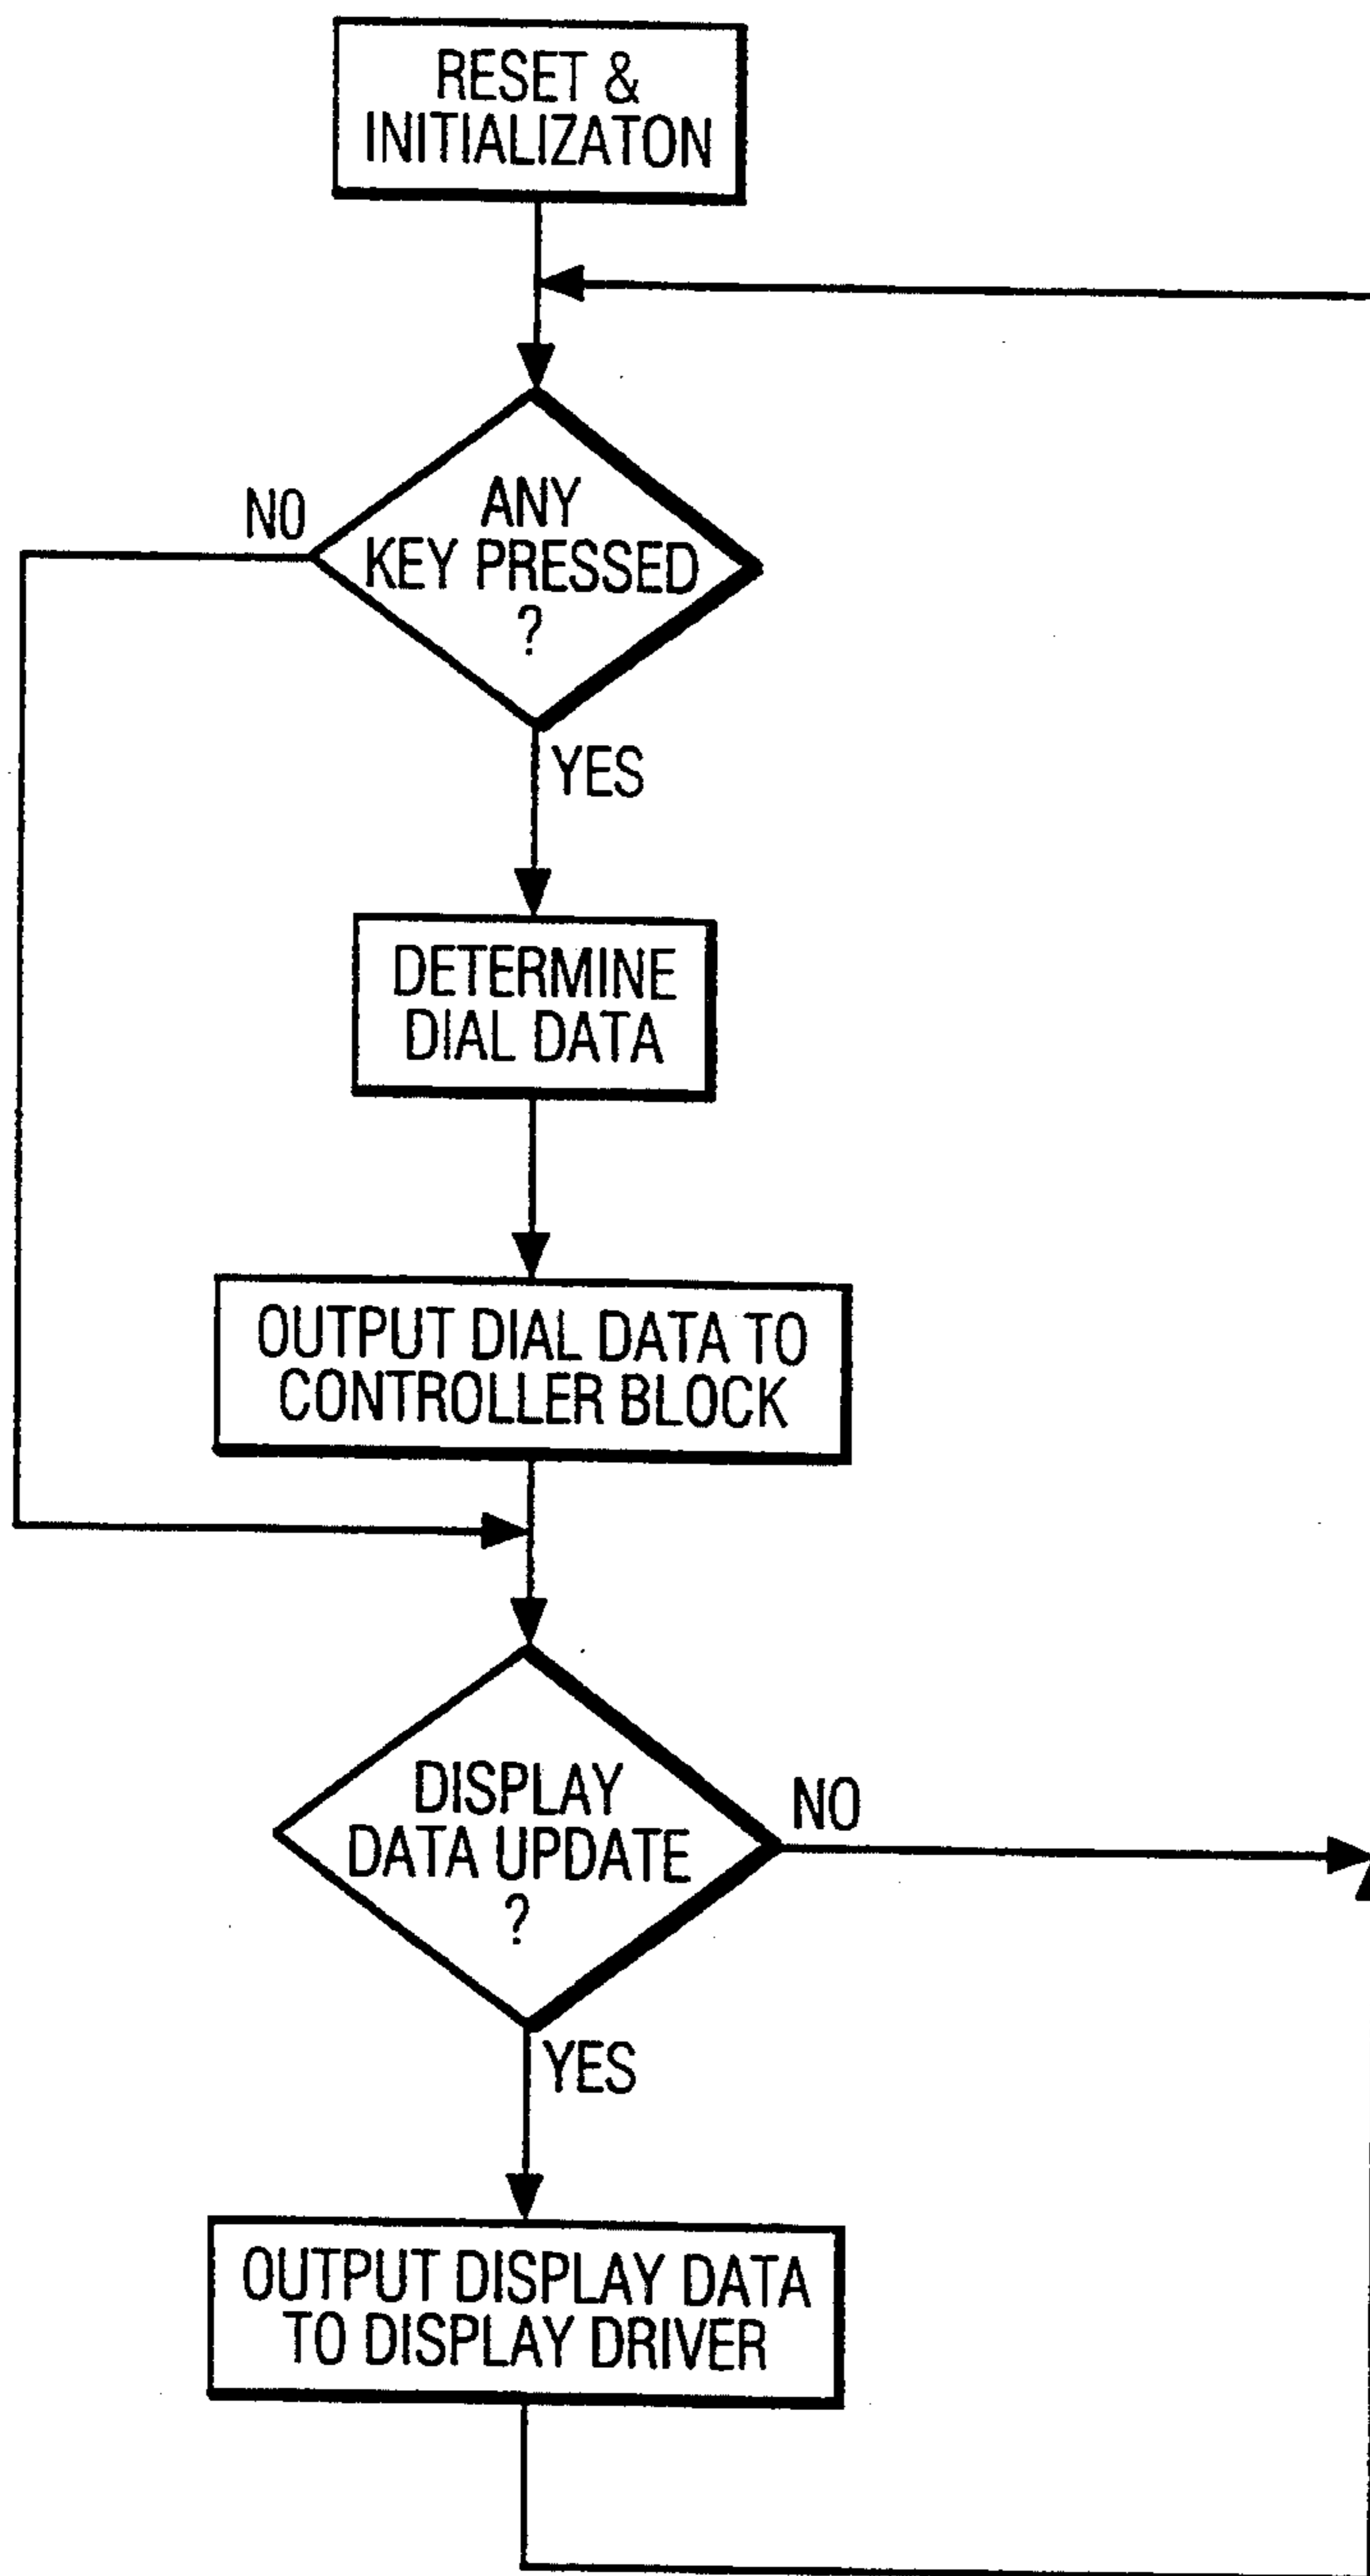 RESET &
INITIALIZATON
NO
ANY
KEY PRESSED
?
YES
DETERMINE
DIAL DATA
OUTPUT DIAL DATA TO
CONTROLLER BLOCK
DISPLAY
DATA UPDATE
?
NO
YES
OUTPUT DISPLAY DATA
TO DISPLAY DRIVER